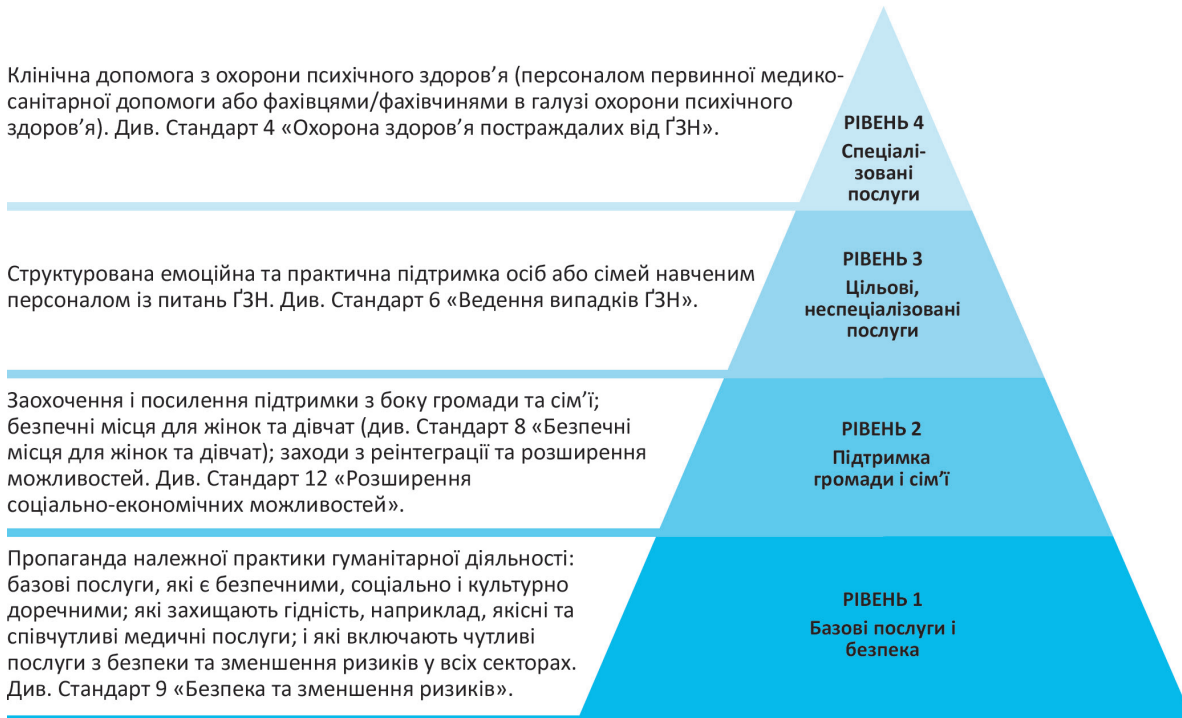 Клінічна допомога з охорони психічного здоров’я (персоналом первинної медико-
санітарної допомоги або фахівцями/фахівчинями в галузі охорони психічного
здоров’я). Див. Стандарт 4 «Охорона здоров’я постраждалих від ҐЗН».
РІВЕНЬ 4
Спеціалі-
зовані
послуги
Структурована емоційна та практична підтримка осіб або сімей навченим
персоналом із питань ҐЗН. Див. Стандарт 6 «Ведення випадків ҐЗН».
РІВЕНЬ 3
Цільові,
неспеціалізовані
послуги
Заохочення і посилення підтримки з боку громади та сім’ї;
безпечні місця для жінок та дівчат (див. Стандарт 8 «Безпечні
місця для жінок та дівчат); заходи з реінтеграції та розширення
можливостей. Див. Стандарт 12 «Розширення
соціально-економічних можливостей».
РІВЕНЬ 2
Підтримка
громади і сім’ї
Пропаганда належної практики гуманітарної діяльності:
базові послуги, які є безпечними, соціально і культурно
доречними; які захищають гідність, наприклад, якісні та
співчутливі медичні послуги; і які включають чутливі
послуги з безпеки та зменшення ризиків у всіх секторах.
Див. Стандарт 9 «Безпека та зменшення ризиків».
РІВЕНЬ 1
Базові послуги і
безпека